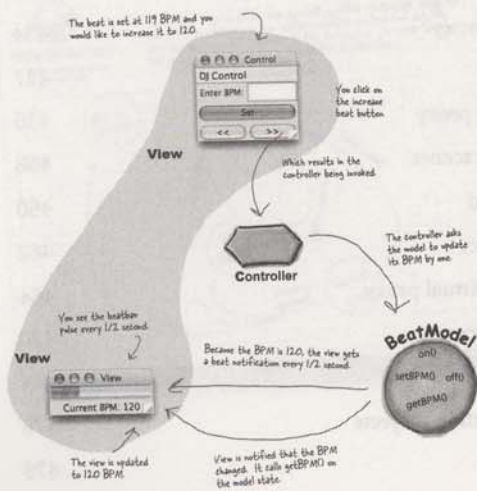 The beat is set at 119 BPM and you
would like to increase it to 120.
Control
DJ Control
Enter BPM:
Set
<<
>>
You click on
the increase
beat button
View
Which results in the
controller being invoked.
Controller
The controller asks
the model to update
its BPM by one.
You see the beatbar
pulse every 1/2 second.
View
View
Current BPM: 120
Because the BPM is 120, the view gets
a beat notification every 1/2 second.
BeatModel
on()
setBPM()
off()
getBPM()
The view is updated
to 120 BPM.
View is notified that the BPM
changed. It calls getBPM() on
the model state.